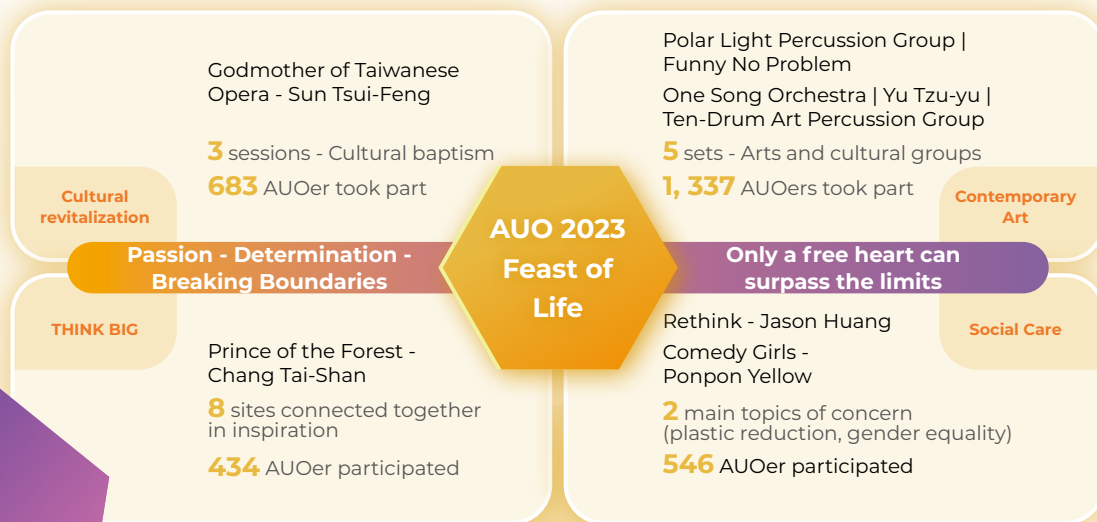 Godmother of Taiwanese
Opera - Sun Tsui-Feng
3 sessions - Cultural baptism
683 AUOer took part
Cultural
revitalization
Polar Light Percussion Group |
Funny No Problem
One Song Orchestra | Yu Tzu-yu |
Ten-Drum Art Percussion Group
5 sets - Arts and cultural groups
1, 337 AUOers took part
Contemporary
Art
Passion - Determination -
Breaking Boundaries
AUO 2023
Feast of
Life
Only a free heart can
surpass the limits
THINK BIG
Prince of the Forest -
Chang Tai-Shan
8 sites connected together
in inspiration
434 AUOer participated
Rethink - Jason Huang
Comedy Girls -
Ponpon Yellow
2 main topics of concern
(plastic reduction, gender equality)
546 AUOer participated
Social Care